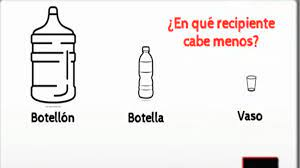 ¿En qué recipiente
cabe menos?
Botellón
Botella
Vaso